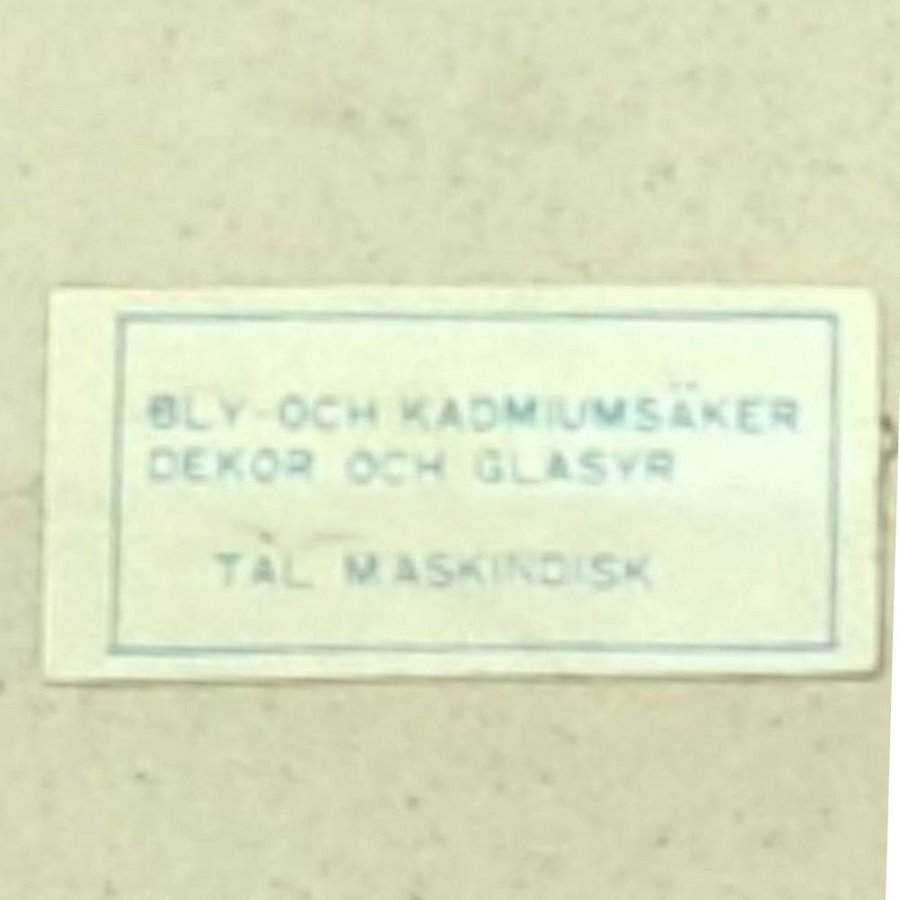 BLY- OCH KADMIUMSÄKER
DEKOR OCH GLASYR
TÅL MASKINDISK